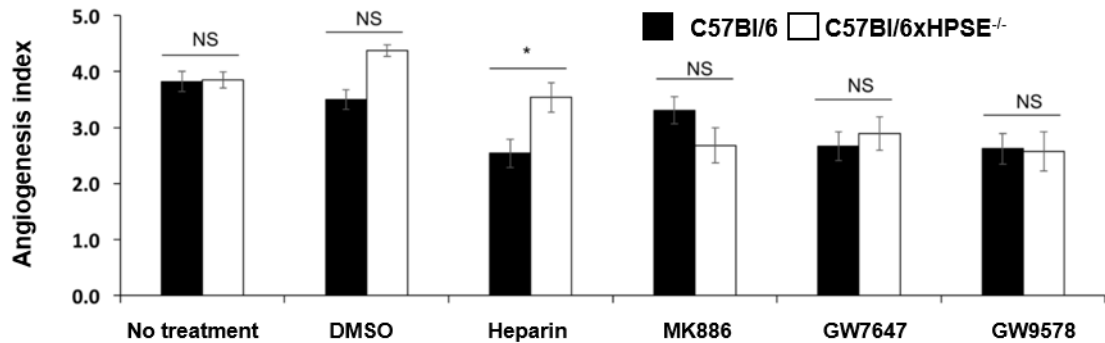 Angiogenesis index
5.0
4.0
3.0
2.0
1.0
0.0
NS
NS
*
NS
NS
NS
C57Bl/6
C57Bl/6xHPSE-/-
No treatment
DMSO
Heparin
MK886
GW7647
GW9578